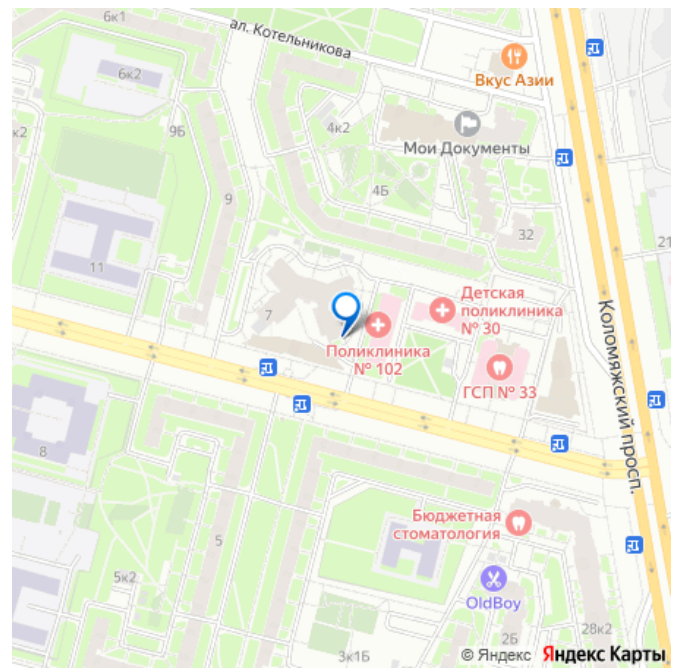 6к1
ал. Котельникова
Вкус Азии
6к2
к2
9Б
4к2
Мои Документы
9
4Б
32
21
11
7
Детская
поликлиника
№ 30
Поликлиника
№ 102
ГСП № 33
Коломяжский просп.
8
5
Бюджетная
стоматология
5к2
OldBoy
3к1Б
2Б
28к2
© Яндекс Яндекс Карты